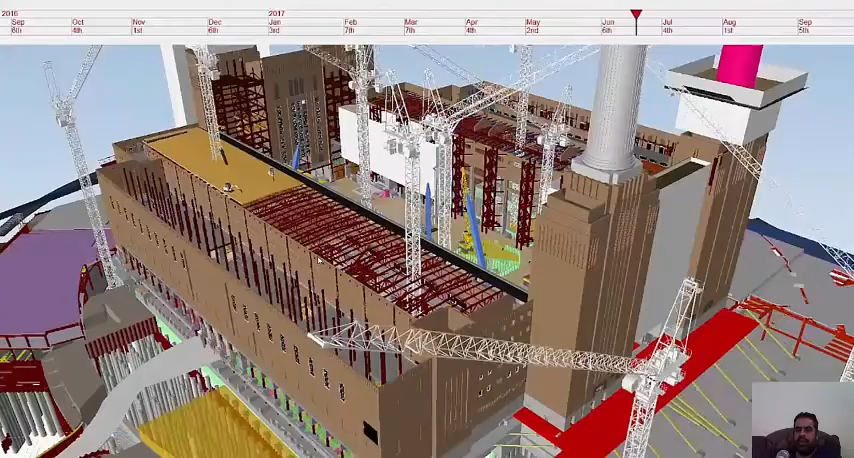 2016 2017
Sep Oct Nov Dec Jan Feb Mar Apr May Jun Jul Aug Sep
6th 4th 1st 6th 3rd 7th 7th 4th 2nd 6th 4th 1st 5th